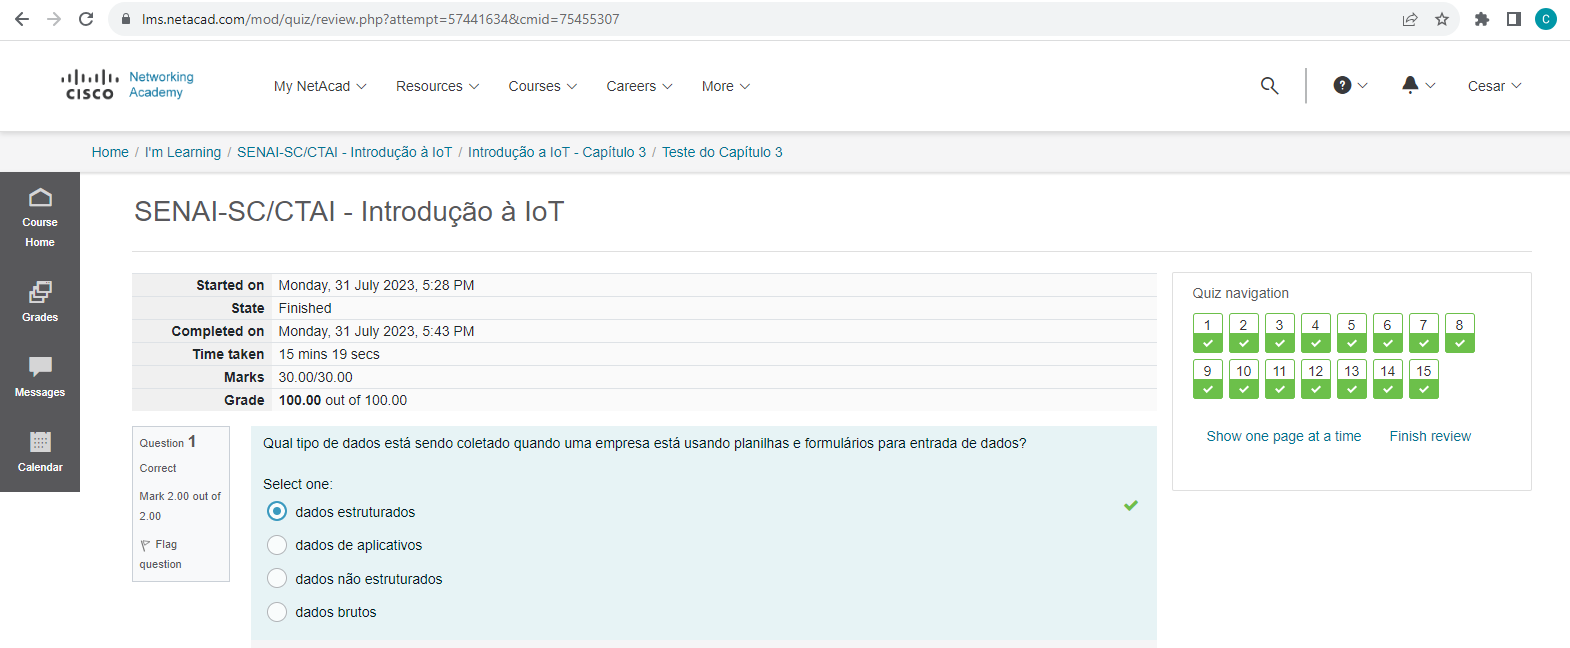 lms.netacad.com/mod/quiz/review.php?attempt=57441634&cmid=75455307
C
CISCO Networking Academy
My NetAcad Resources Courses Careers More
? Cesar
Home / I'm Learning / SENAI-SC/CTAI - Introdução à IoT / Introdução a IoT - Capítulo 3 / Teste do Capítulo 3
Course
Home
Grades
Messages
Calendar
SENAI-SC/CTAI - Introdução à IoT
Started on Monday, 31 July 2023, 5:28 PM
State Finished
Completed on Monday, 31 July 2023, 5:43 PM
Time taken 15 mins 19 secs
Marks 30.00/30.00
Grade 100.00 out of 100.00
Question 1
Correct
Mark 2.00 out of
2.00
Flag
question
Qual tipo de dados está sendo coletado quando uma empresa está usando planilhas e formulários para entrada de dados?
Select one:
dados estruturados
dados de aplicativos
dados não estruturados
dados brutos
Quiz navigation
1 2 3 4 5 6 7 8
9 10 11 12 13 14 15
Show one page at a time Finish review